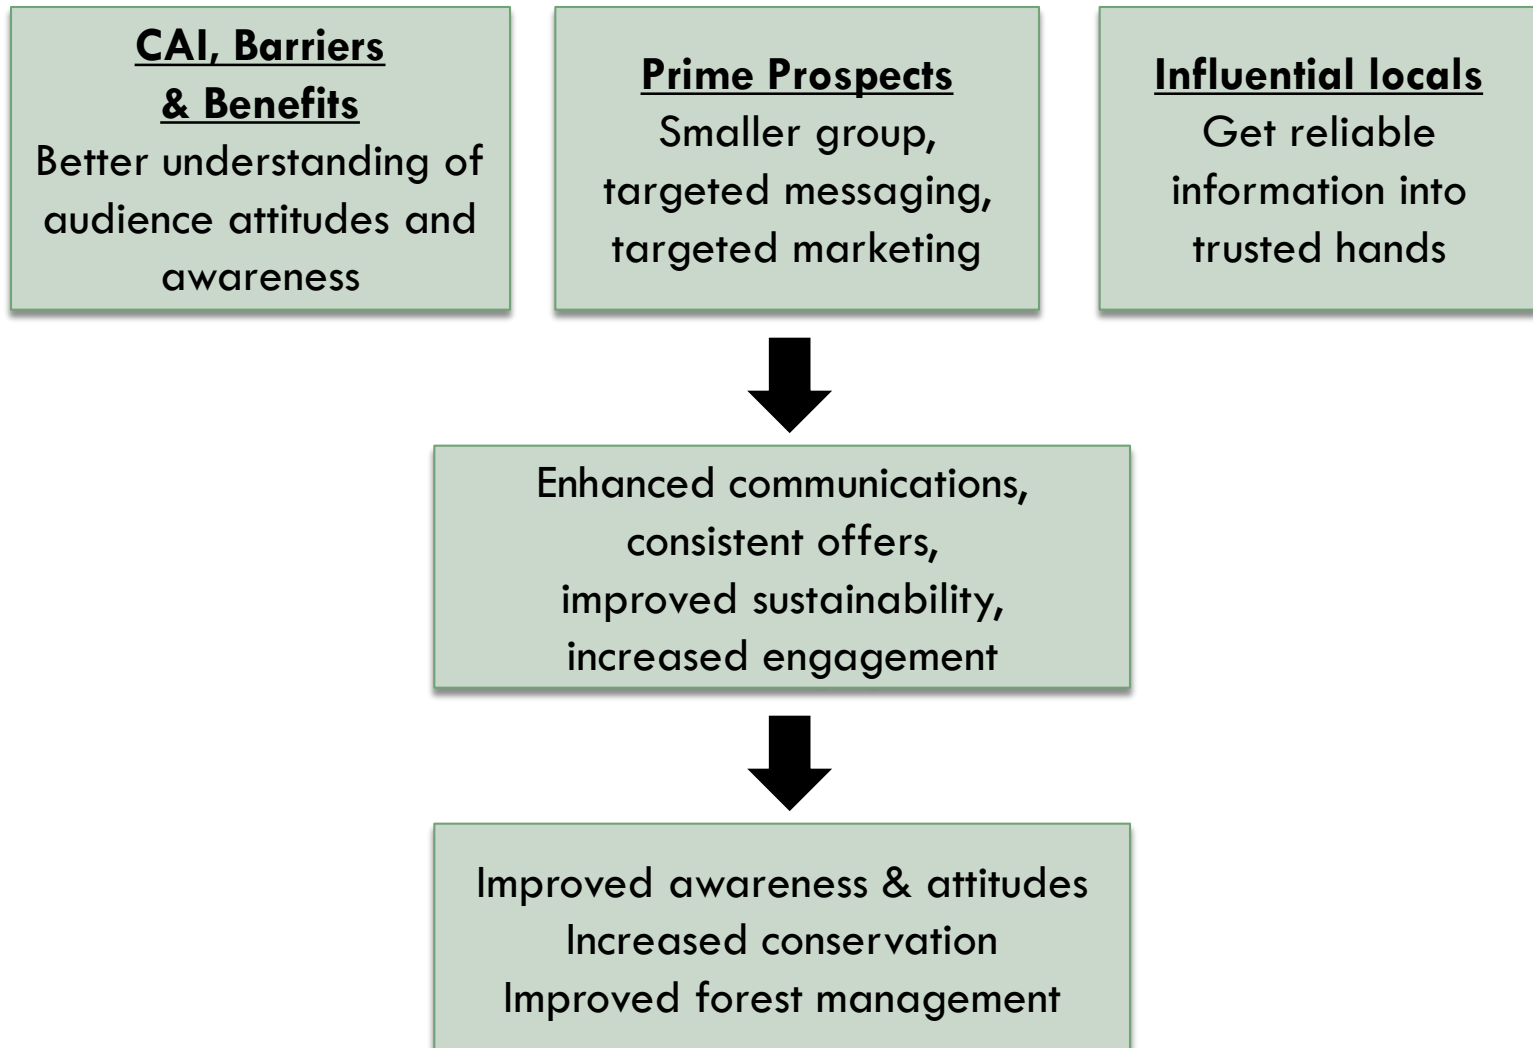 CAI, Barriers
& Benefits
Better understanding of
audience attitudes and
awareness
Prime Prospects
Smaller group,
targeted messaging,
targeted marketing
Influential locals
Get reliable
information into
trusted hands
Enhanced communications,
consistent offers,
improved sustainability,
increased engagement
Improved awareness & attitudes
Increased conservation
Improved forest management